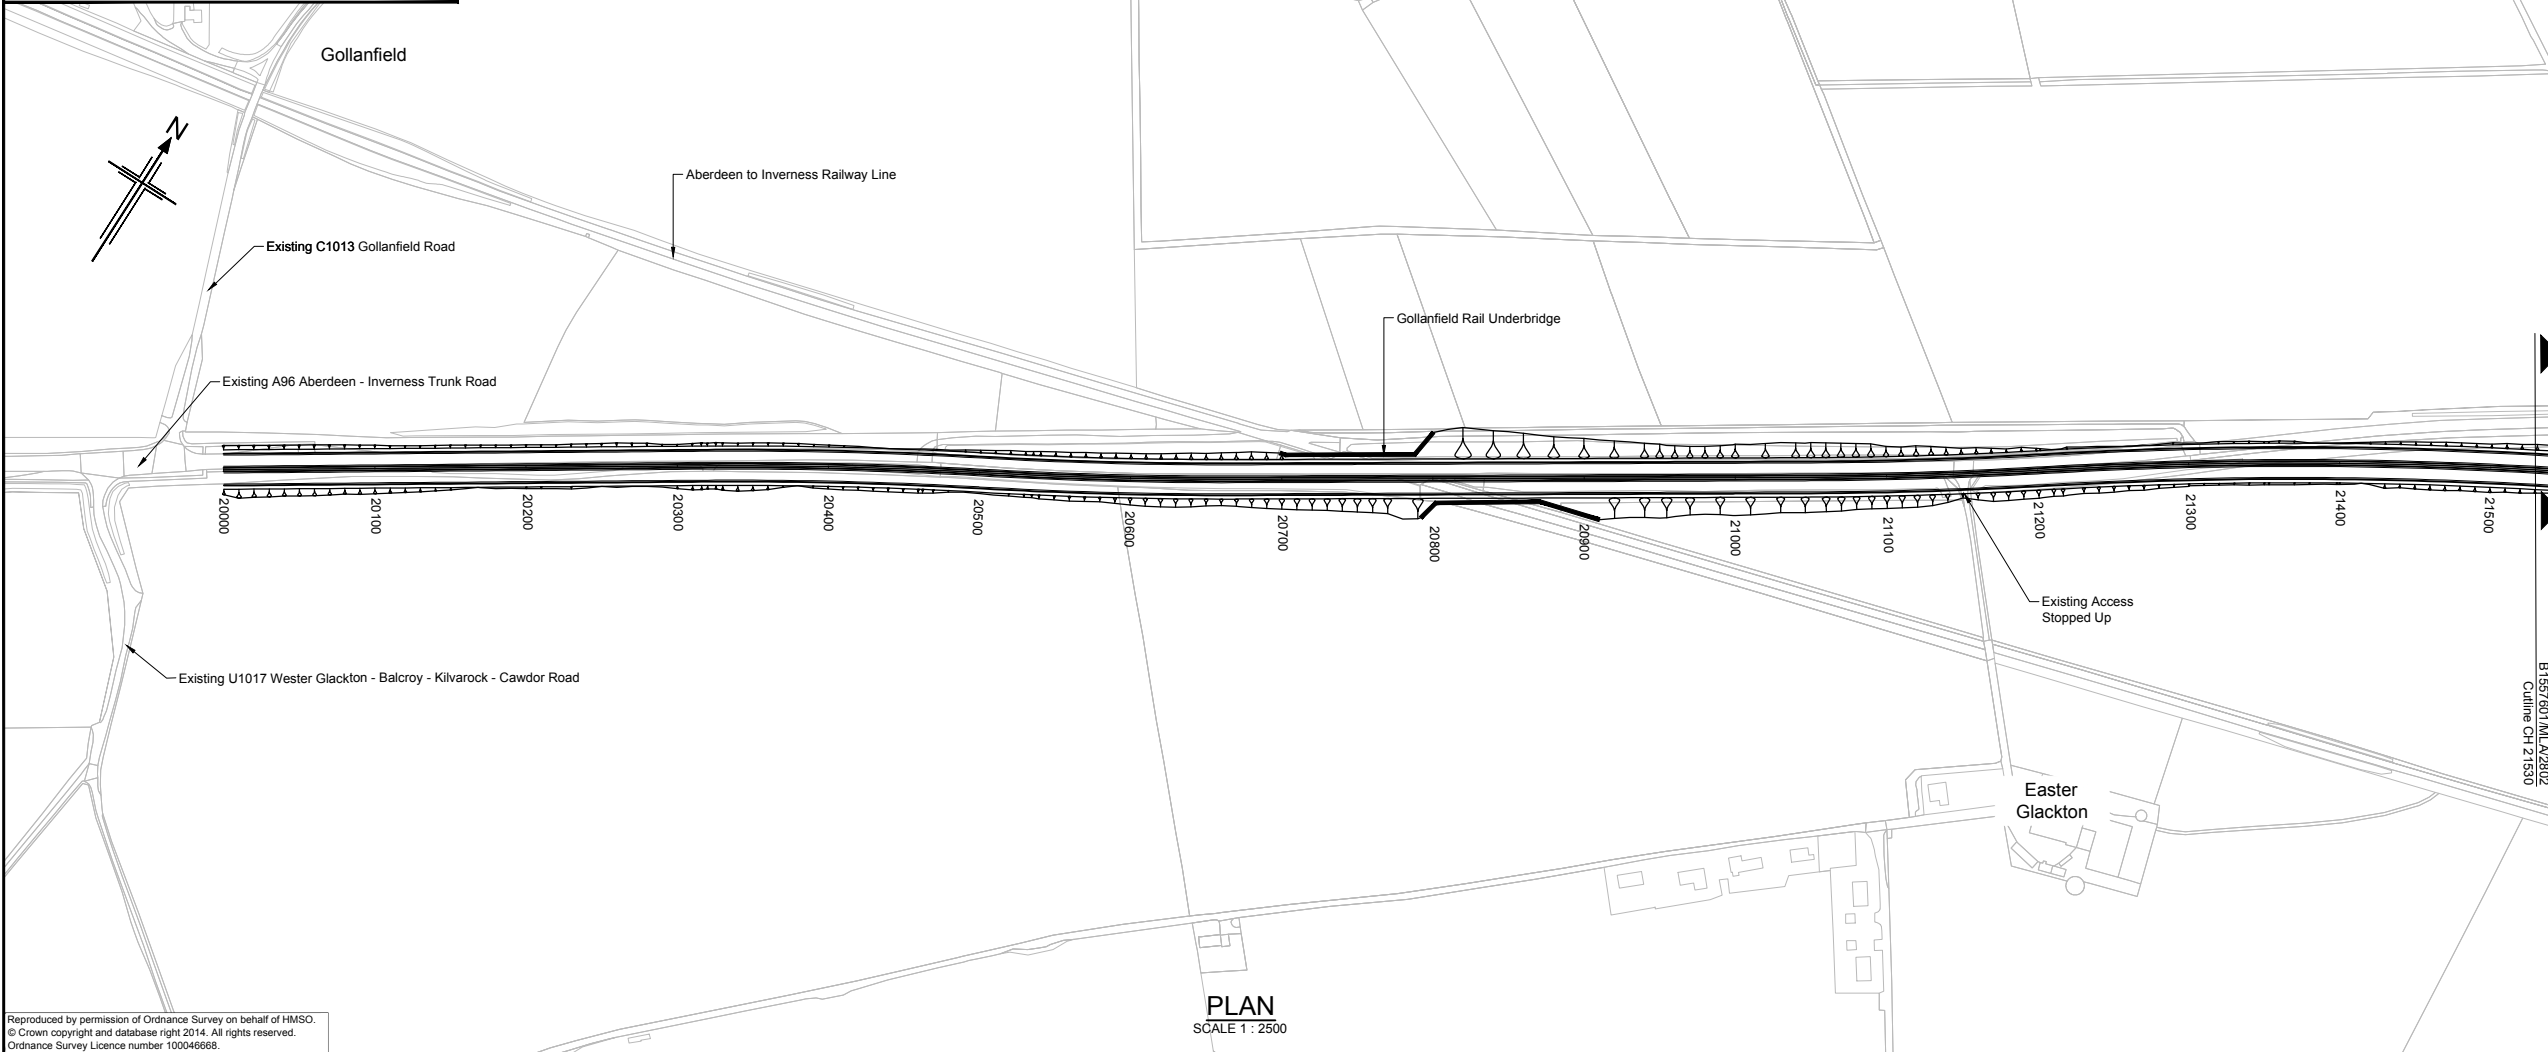 Gollanfield
N
Aberdeen to Inverness Railway Line
Existing C1013 Gollanfield Road
Gollanfield Rail Underbridge
Existing A96 Aberdeen - Inverness Trunk Road
20000
20100
20200
20300
20400
20500
20600
20700
20800
20900
21000
21100
21200
21300
21400
21500
Existing Access
Stopped Up
Existing U1017 Wester Glackton - Balcroy - Kilvarock - Cawdor Road
B1557601/MLA/2802
Cutline CH 21530
Easter
Glackton
PLAN
SCALE 1 : 2500
Reproduced by permission of Ordnance Survey on behalf of HMSO.
© Crown copyright and database right 2014. All rights reserved.
Ordnance Survey Licence number 100046668.